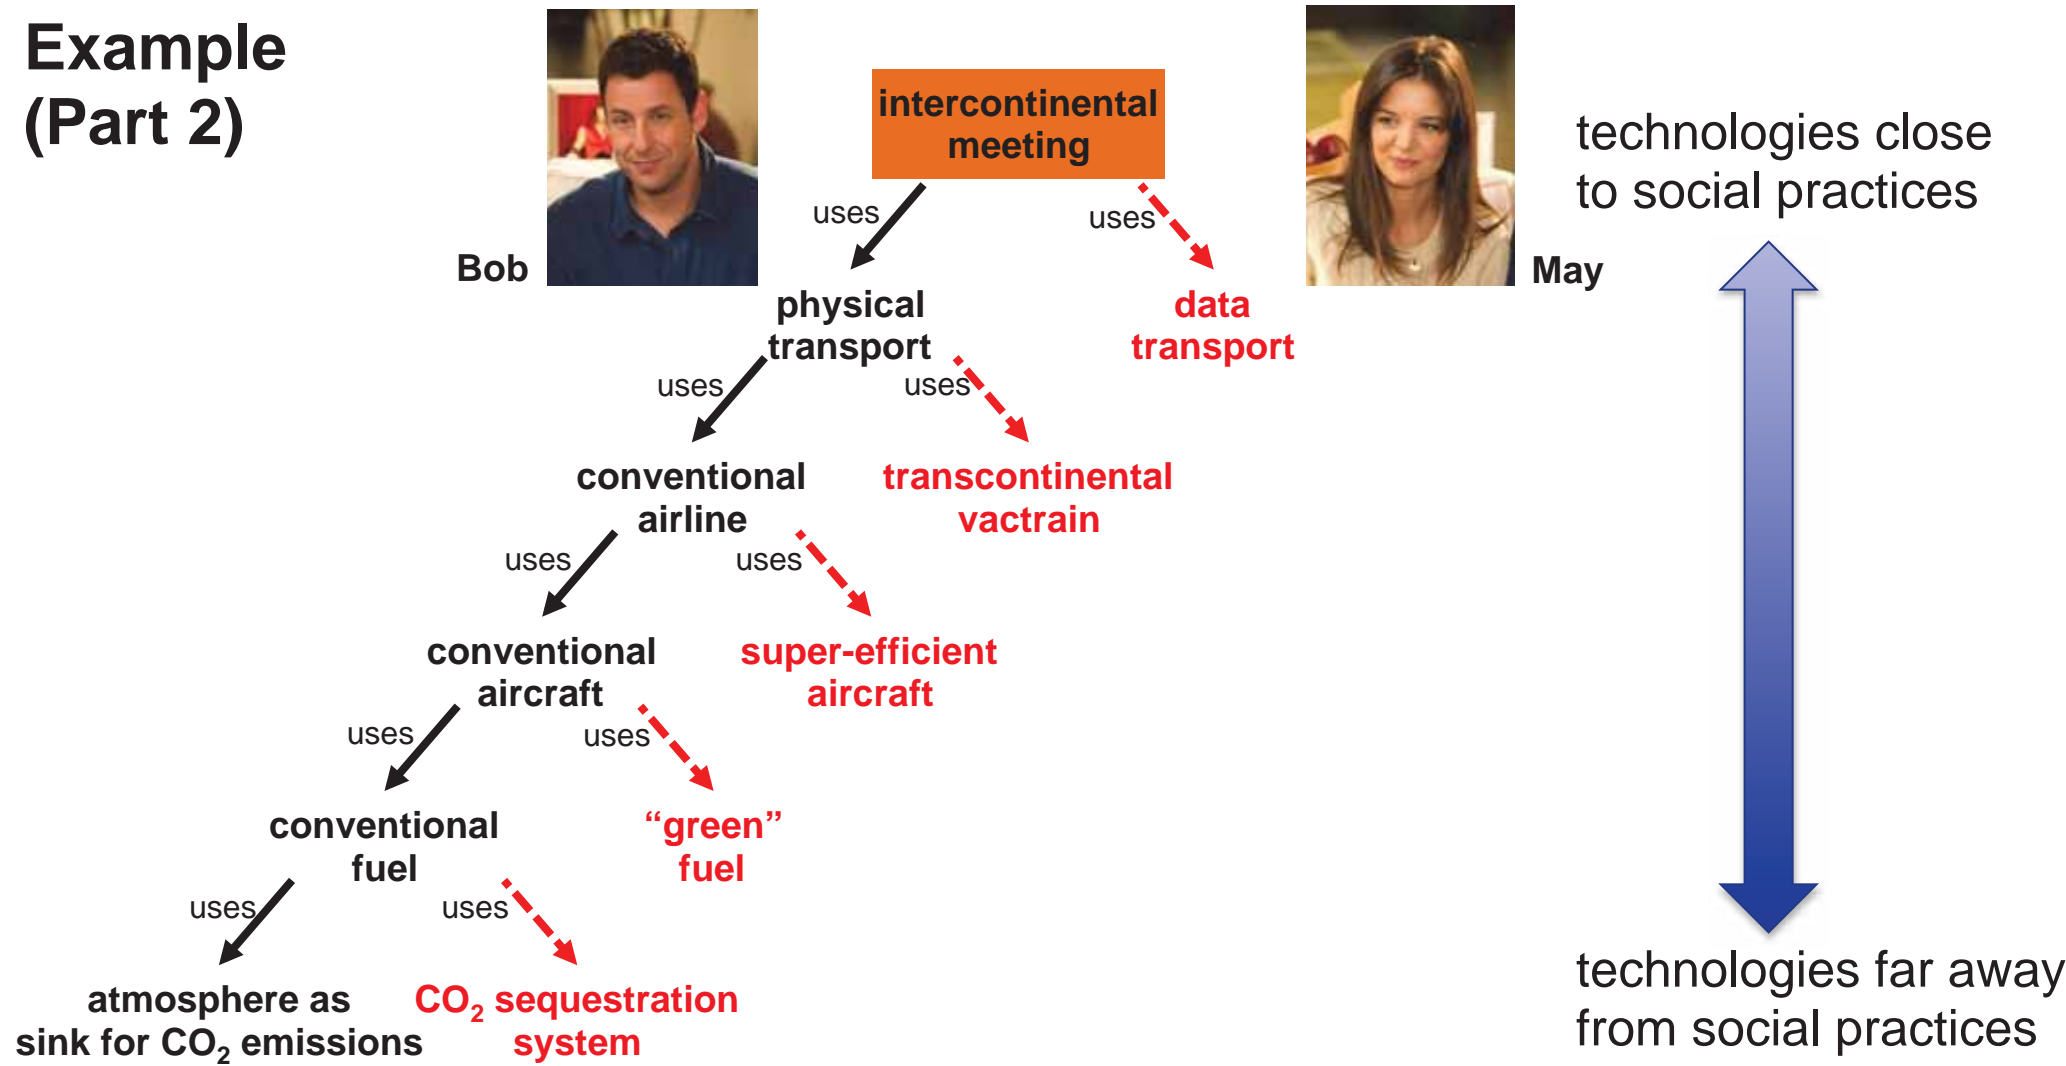 Example
(Part 2)
intercontinental
meeting
technologies close
to social practices
uses
uses
Bob
May
physical
transport
data
transport
uses
uses
conventional
airline
transcontinental
vactrain
uses
uses
conventional
aircraft
super-efficient
aircraft
uses
uses
conventional
fuel
“green”
fuel
uses
uses
atmosphere as
sink for CO₂ emissions
CO₂ sequestration
system
technologies far away
from social practices